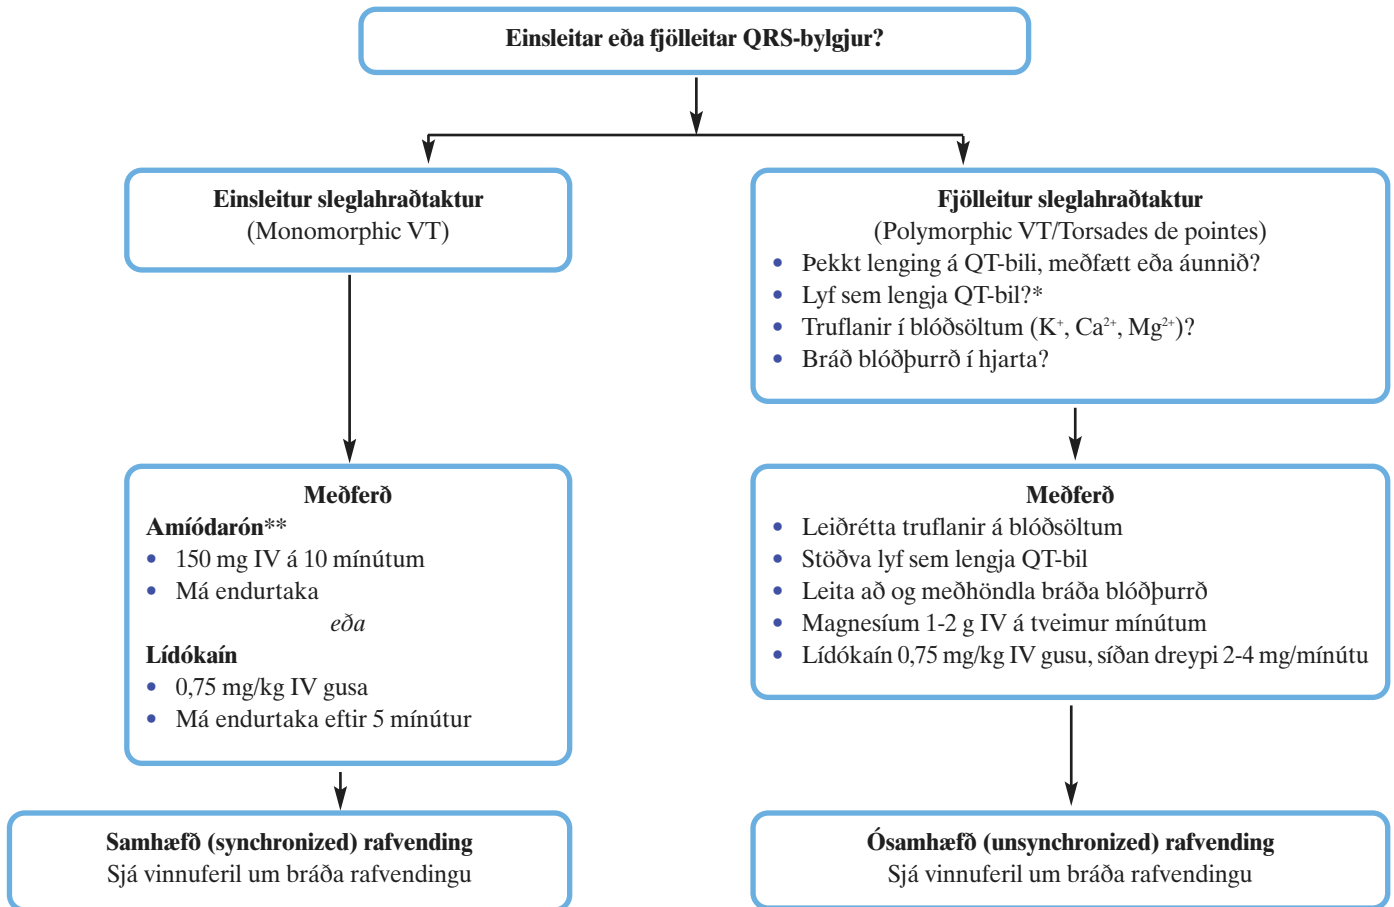 Einsleitar eða fjölleitar QRS-bylgjur?
Einsleitur sleglahraðtaktur
(Monomorphic VT)
Fjölleitur sleglahraðtaktur
(Polymorphic VT/Torsades de pointes)
• Þekkt lenging á QT-bili, meðfætt eða áunnið?
• Lyf sem lengja QT-bil?*
• Truflanir í blóðsöltum (K⁺, Ca²⁺, Mg²⁺)?
• Bráð blóðþurrð í hjarta?
Meðferð
Amíódarón**
• 150 mg IV á 10 mínútum
• Má endurtaka
eða
Lídókaín
• 0,75 mg/kg IV gusa
• Má endurtaka eftir 5 mínútur
Meðferð
• Leiðrétta truflanir á blóðsöltum
• Stöðva lyf sem lengja QT-bil
• Leita að og meðhöndla bráða blóðþurrð
• Magnesíum 1-2 g IV á tveimur mínútum
• Lídókaín 0,75 mg/kg IV gusu, síðan dreypi 2-4 mg/mínútu
Samhæfð (synchronized) rafvending
Sjá vinnuferil um bráða rafvendingu
Ósamhæfð (unsynchronized) rafvending
Sjá vinnuferil um bráða rafvendingu